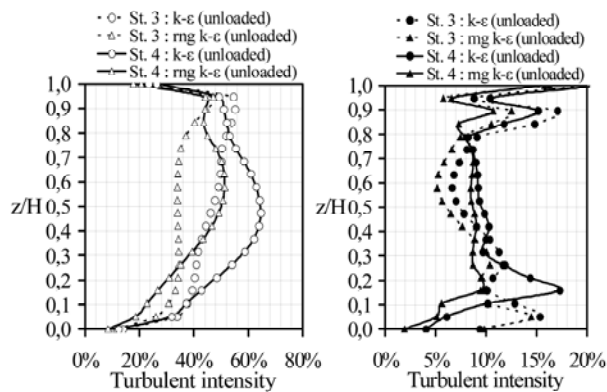 St. 3 : k-ε (unloaded)
St. 3 : rng k-ε (unloaded)
St. 4 : k-ε (unloaded)
St. 4 : rng k-ε (unloaded)
1,0
0,9
0,8
0,7
0,6
z/H 0,5
0,4
0,3
0,2
0,1
0,0
0% 20% 40% 60% 80%
Turbulent intensity
St. 3 : k-ε (unloaded)
St. 3 : rng k-ε (unloaded)
St. 4 : k-ε (unloaded)
St. 4 : rng k-ε (unloaded)
1,0
0,9
0,8
0,7
0,6
z/H 0,5
0,4
0,3
0,2
0,1
0,0
0% 5% 10% 15% 20%
Turbulent intensity